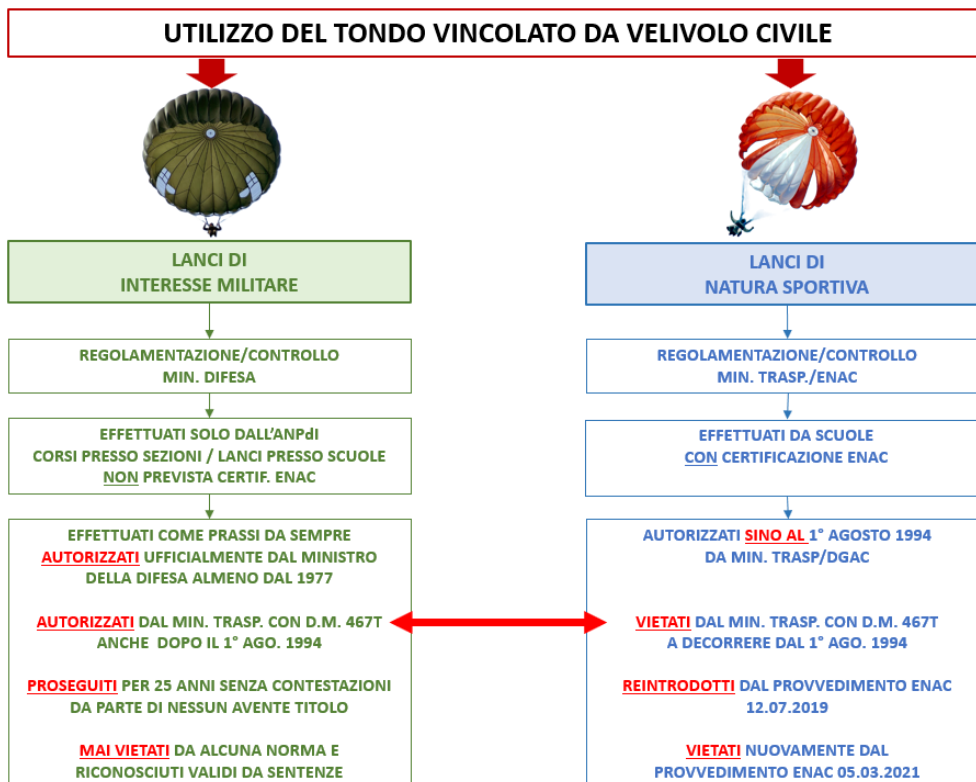 UTILIZZO DEL TONDO VINCOLATO DA VELIVOLO CIVILE
LANCI DI
INTERESSE MILITARE
REGOLAMENTAZIONE/CONTROLLO
MIN. DIFESA
EFFETTUATI SOLO DALL'ANPdI
CORSI PRESSO SEZIONI / LANCI PRESSO SCUOLE
NON PREVISTA CERTIF. ENAC
EFFETTUATI COME PRASSI DA SEMPRE
AUTORIZZATI UFFICIALMENTE DAL MINISTRO
DELLA DIFESA ALMENO DAL 1977
AUTORIZZATI DAL MIN. TRASP. CON D.M. 467T
ANCHE DOPO IL 1° AGO. 1994
PROSEGUITI PER 25 ANNI SENZA CONTESTAZIONI
DA PARTE DI NESSUN AVENTE TITOLO
MAI VIETATI DA ALCUNA NORMA E
RICONOSCIUTI VALIDI DA SENTENZE
LANCI DI
NATURA SPORTIVA
REGOLAMENTAZIONE/CONTROLLO
MIN. TRASP./ENAC
EFFETTUATI DA SCUOLE
CON CERTIFICAZIONE ENAC
AUTORIZZATI SINO AL 1° AGOSTO 1994
DA MIN. TRASP/DGAC
VIETATI DAL MIN. TRASP. CON D.M. 467T
A DECORRERE DAL 1° AGO. 1994
REINTRODOTTI DAL PROVVEDIMENTO ENAC
12.07.2019
VIETATI NUOVAMENTE DAL
PROVVEDIMENTO ENAC 05.03.2021